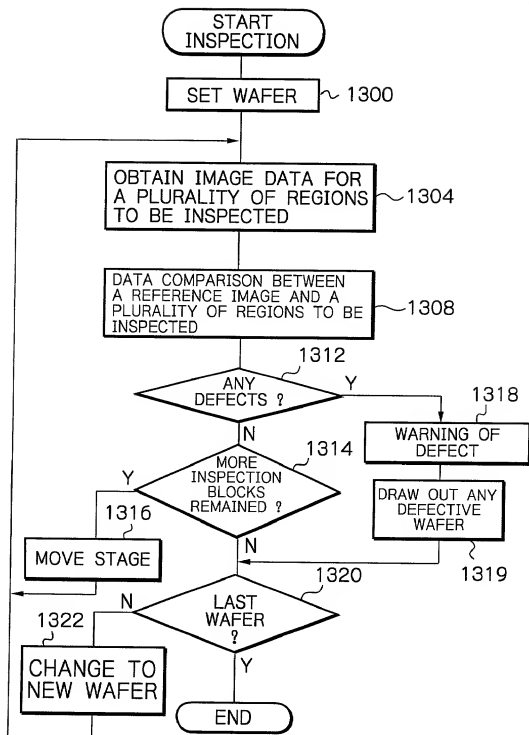 START
INSPECTION
SET WAFER
1300
OBTAIN IMAGE DATA FOR
A PLURALITY OF REGIONS
TO BE INSPECTED
1304
DATA COMPARISON BETWEEN
A REFERENCE IMAGE AND A
PLURALITY OF REGIONS TO BE
INSPECTED
1308
1312
ANY
DEFECTS ?
Y
N
1318
WARNING OF
DEFECT
1314
MORE
INSPECTION
BLOCKS
REMAINED ?
Y
N
1316
MOVE STAGE
DRAW OUT ANY
DEFECTIVE
WAFER
1319
1320
LAST
WAFER
?
N
Y
1322
CHANGE TO
NEW WAFER
END